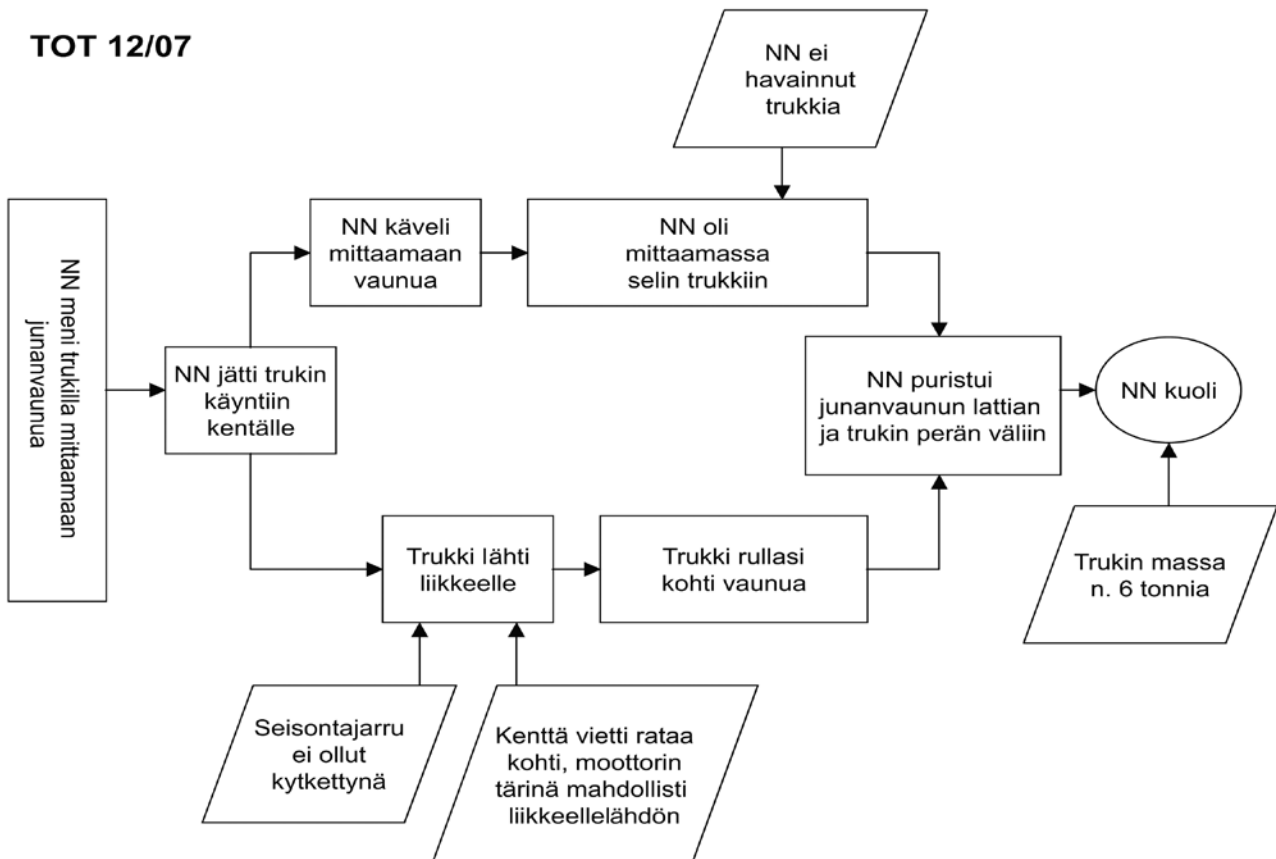 TOT 12/07
NN ei
havainnut
trukkia
NN meni trukilla mittaamaan
junanvaunua
NN jätti trukin
käyntiin
kentälle
NN käveli
mittaamaan
vaunua
NN oli
mittaamassa
selin trukkiin
Trukki lähti
liikkeelle
Trukki rullasi
kohti vaunua
NN puristui
junanvaunun lattian
ja trukin perän väliin
NN kuoli
Seisontajarru
ei ollut
kytkettynä
Kenttä vietti rataa
kohti, moottorin
tärinä mahdollisti
liikkeellelähdön
Trukin massa
n. 6 tonnia